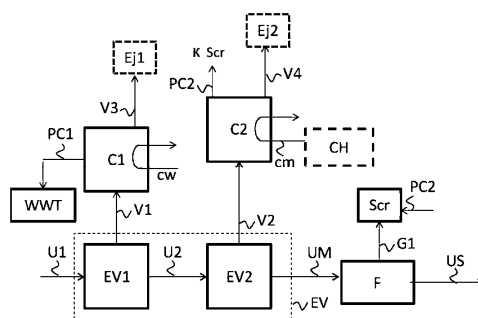 Ej1
Ej2
K Scr
PC2
V4
V3
PC1
C1
cw
C2
cm
CH
WWT
V1
V2
Scr
PC2
G1
U1
EV1
U2
EV2
UM
EV
F
US